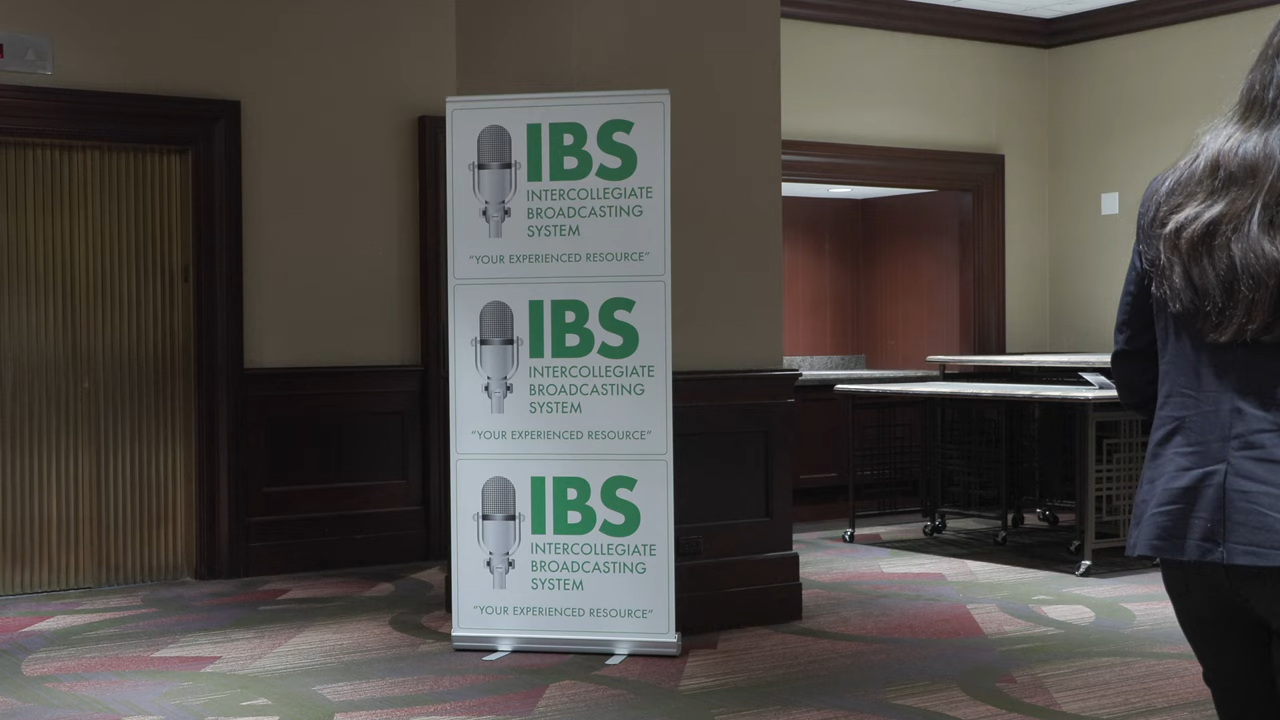 IBS
INTERCOLLEGIATE
BROADCASTING
SYSTEM
"YOUR EXPERIENCED RESOURCE"
IBS
INTERCOLLEGIATE
BROADCASTING
SYSTEM
"YOUR EXPERIENCED RESOURCE"
IBS
INTERCOLLEGIATE
BROADCASTING
SYSTEM
"YOUR EXPERIENCED RESOURCE"